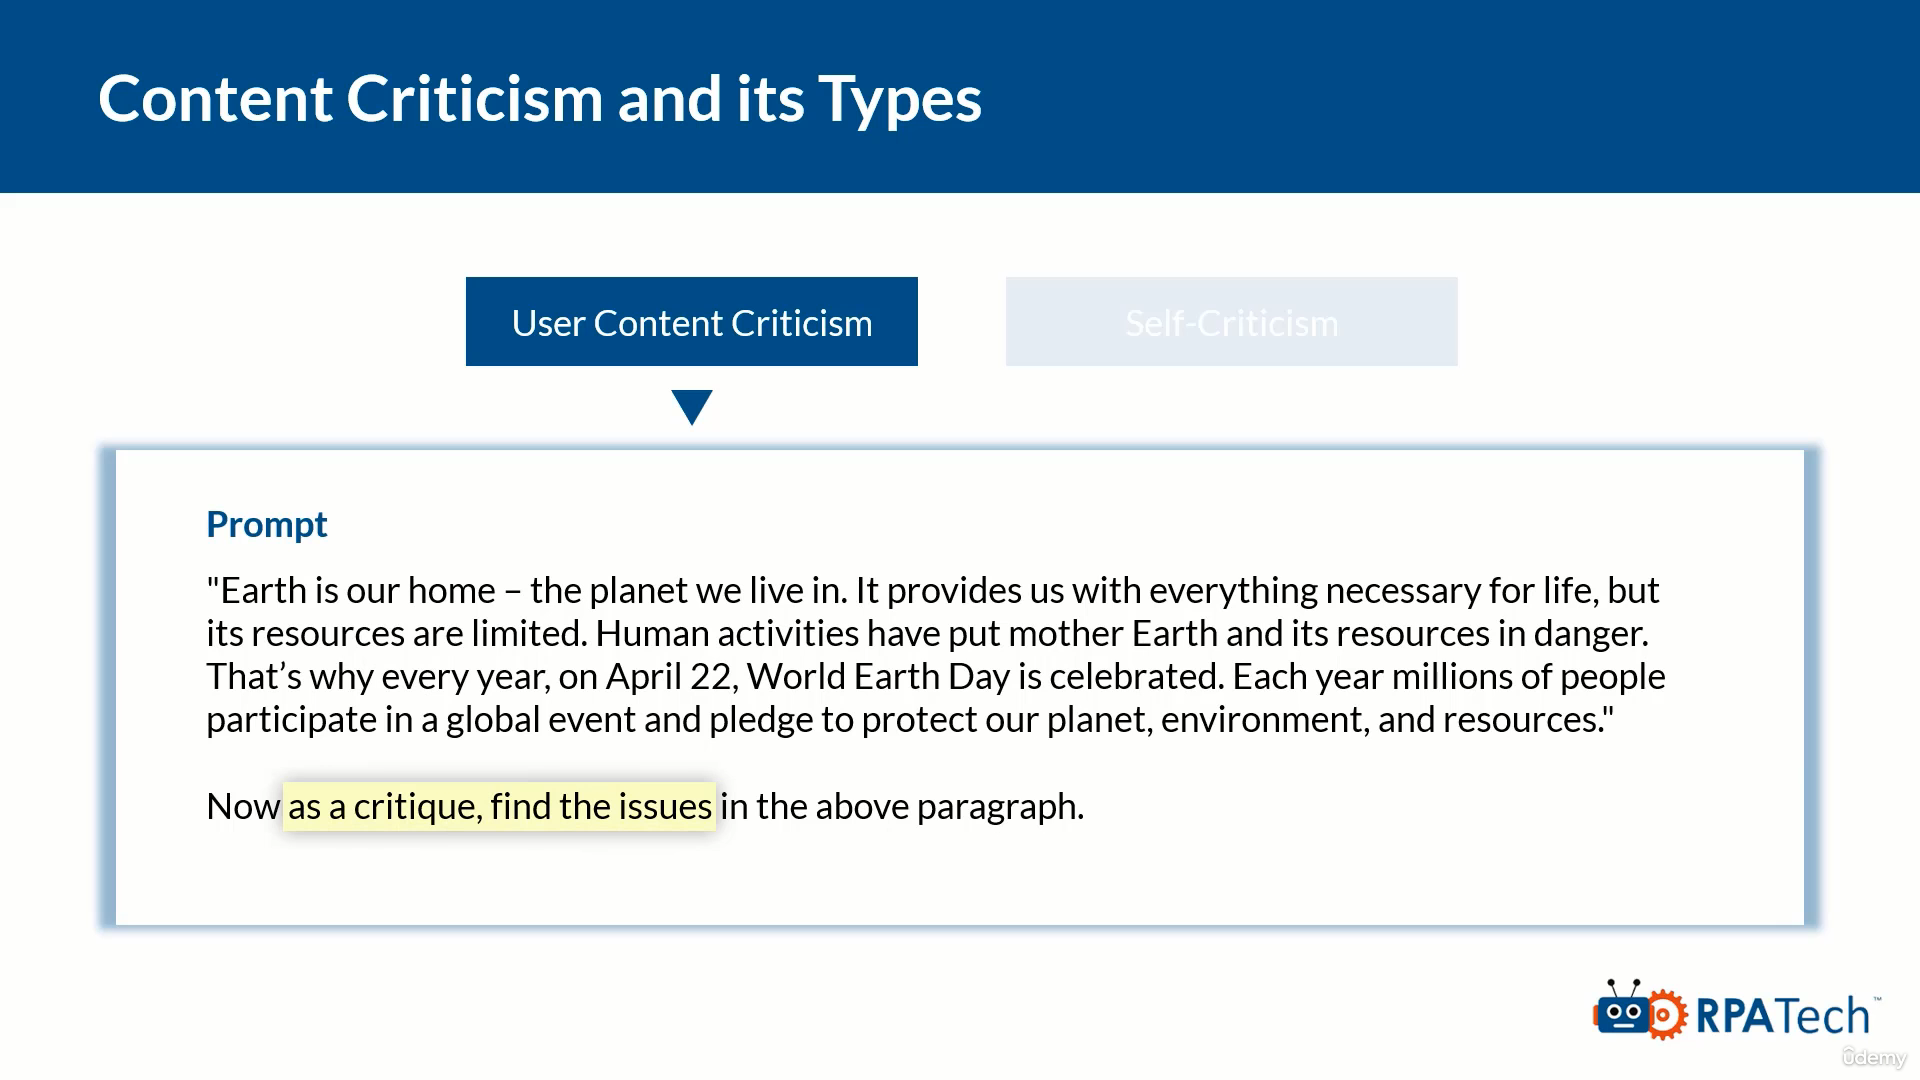 Content Criticism and its Types
User Content Criticism
Self-Criticism
Prompt
"Earth is our home – the planet we live in. It provides us with everything necessary for life, but
its resources are limited. Human activities have put mother Earth and its resources in danger.
That’s why every year, on April 22, World Earth Day is celebrated. Each year millions of people
participate in a global event and pledge to protect our planet, environment, and resources."
Now as a critique, find the issues in the above paragraph.
RPATech™
ûdemy